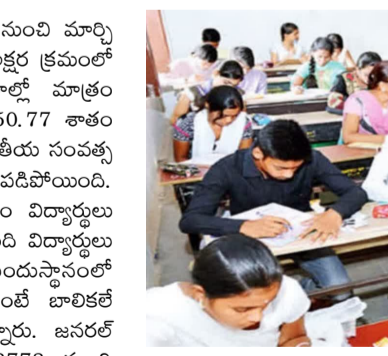 నుంచి మార్చి
క్షర క్రమంలో
ల్లో మాత్రం
50.77 శాతం
తీయ సంవత్స
పడిపోయింది.
ం విద్యార్థులు
ది విద్యార్థులు
ందుస్థానంలో
ంటే బాలికలే
్నారు. జనరల్